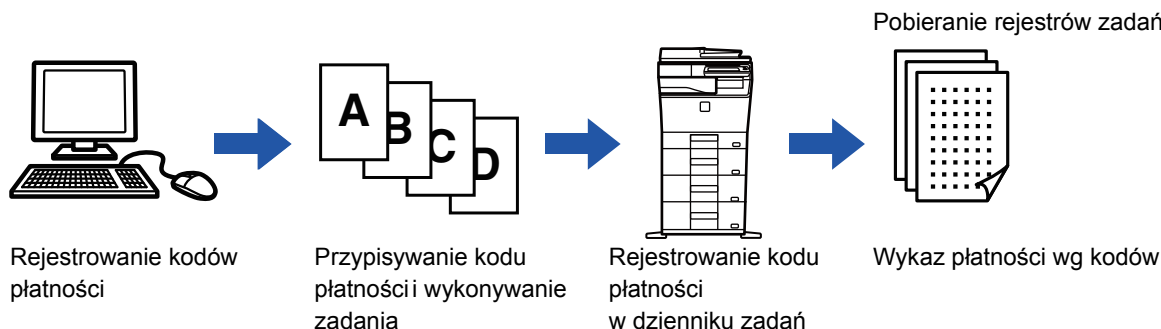 Pobieranie rejestrów zadań
A
B
C
D
Rejestrowanie kodów
płatności
Przypisywanie kodu
płatności i wykonywanie
zadania
Rejestrowanie kodu
płatności
w dzienniku zadań
Wykaz płatności wg kodów